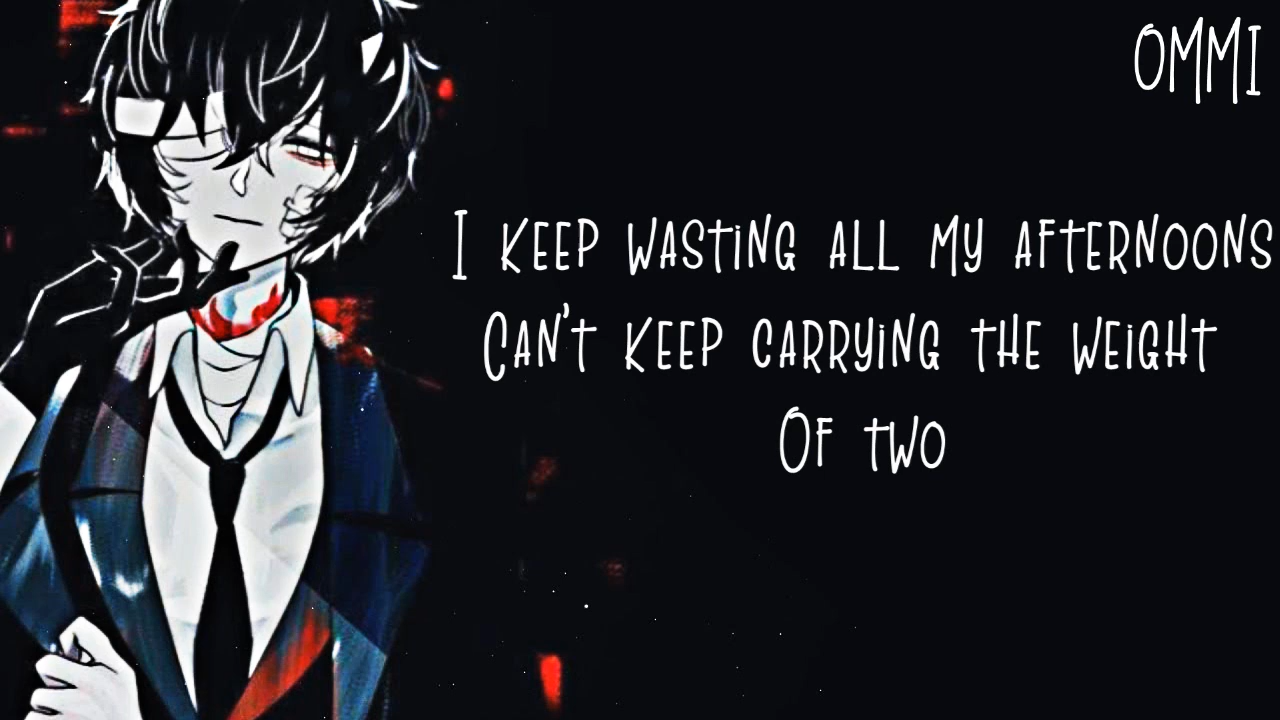 OMMI
I KEEP WASTING ALL MY AFTERNOONS
CAN'T KEEP CARRYING THE WEIGHT
OF TWO